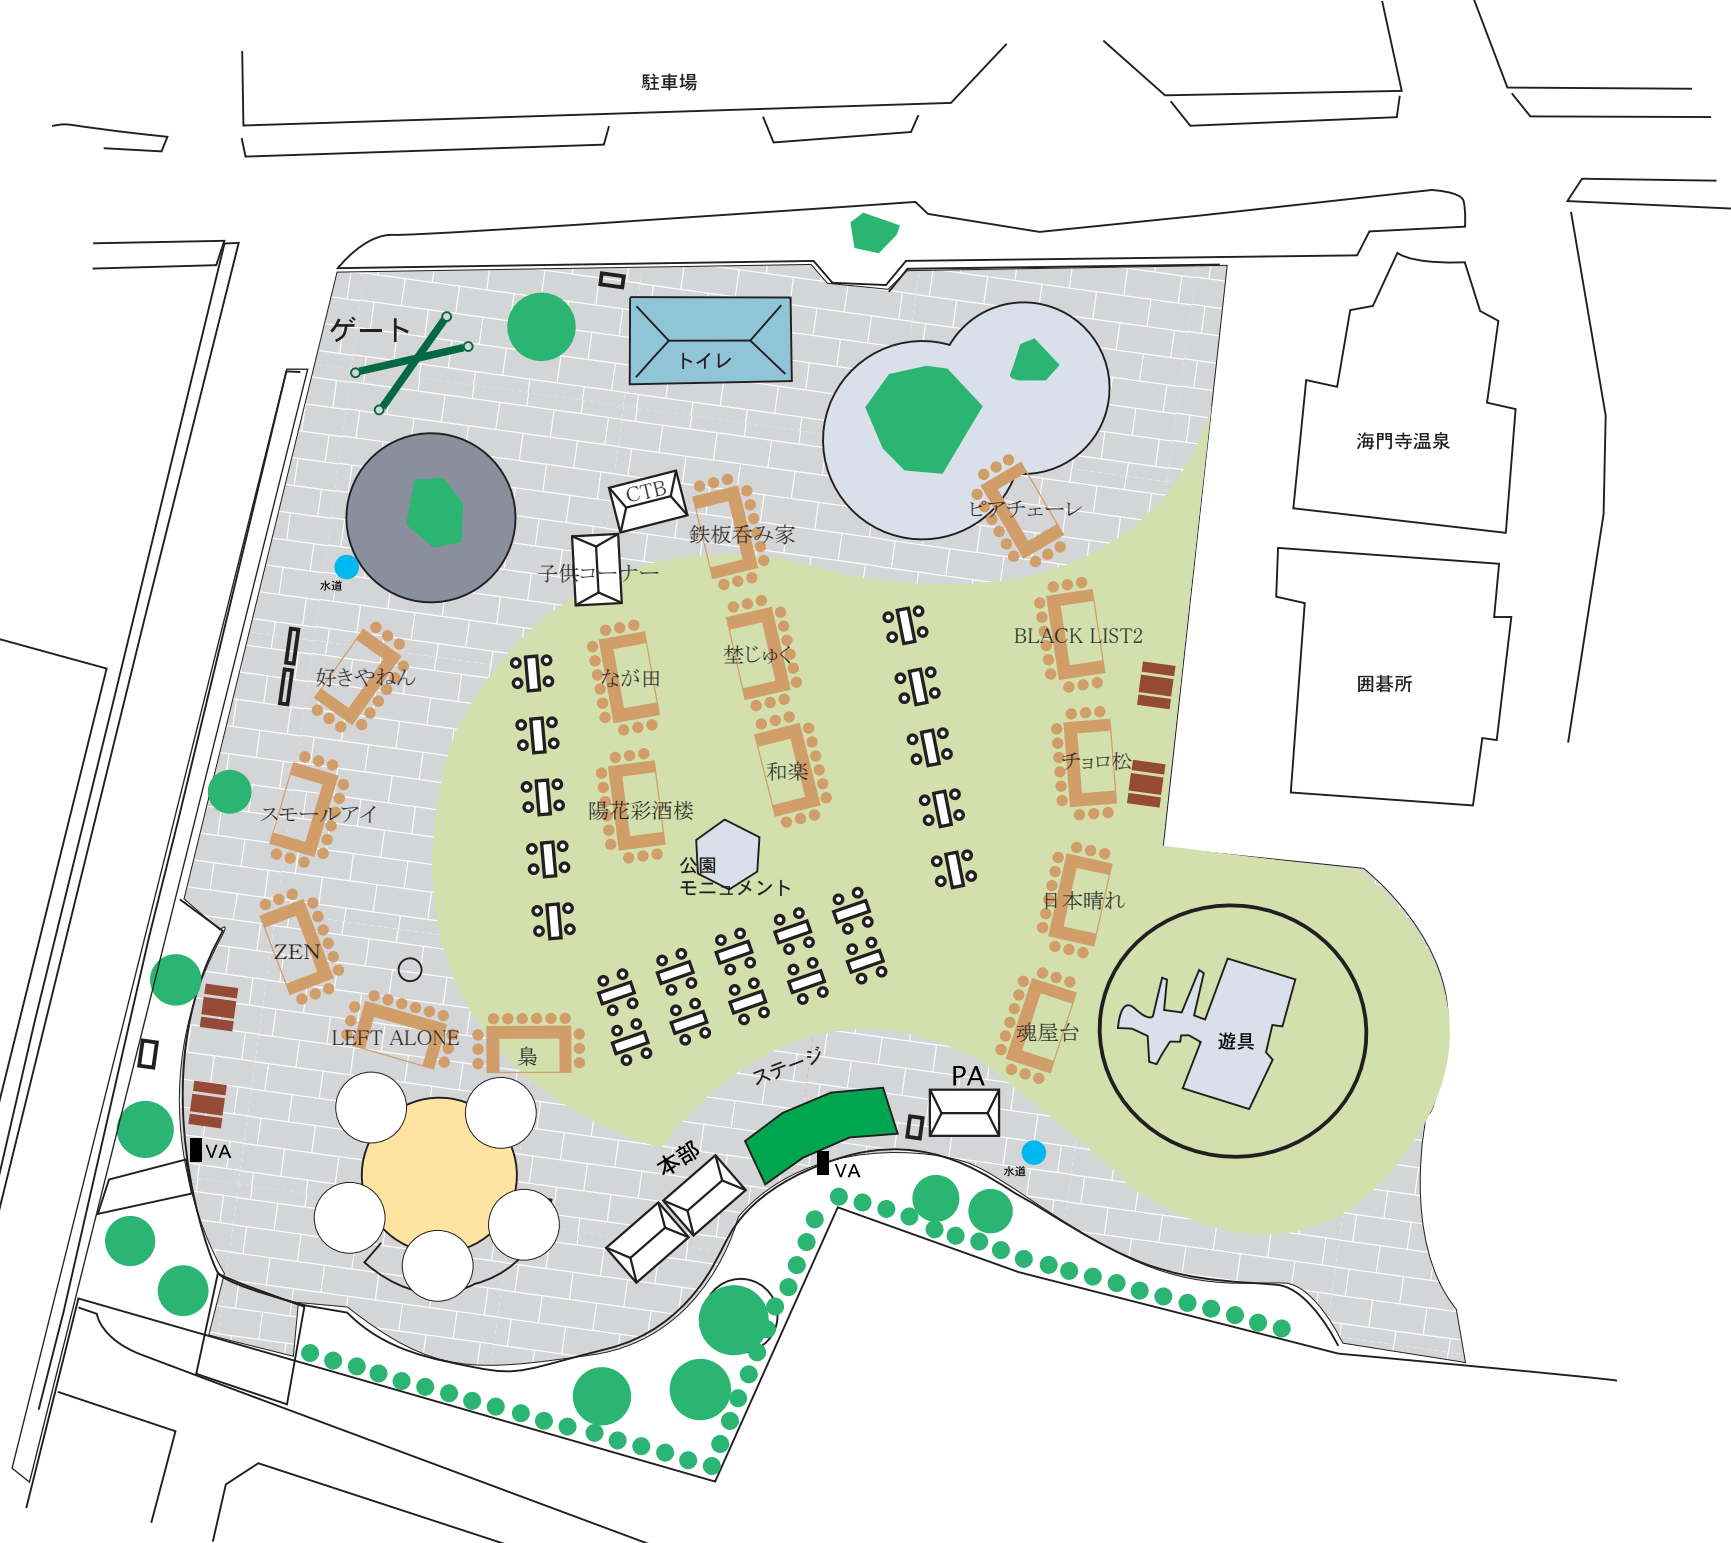 駐車場
ゲート
トイレ
海門寺温泉
CTB
ピアチェーレ
鉄板呑み家
子供コーナー
水道
BLACK LIST2
埜じゅく
好きやねん
なが田
囲碁所
チョロ松
和楽
陽花彩酒楼
スモールアイ
公園
モニュメント
日本晴れ
ZEN
魂屋台
LEFT ALONE
梟
遊具
ステージ
PA
VA
本部
VA
水道